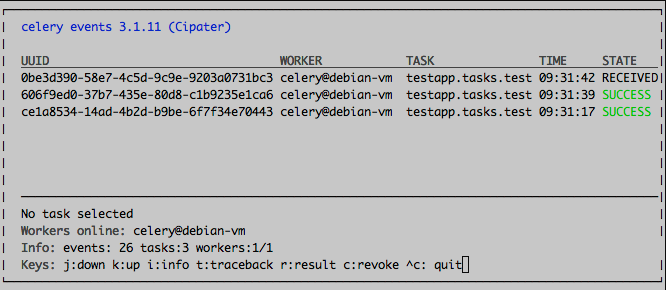 celery events 3.1.11 (Cipater)
UUID WORKER TASK TIME STATE
0be3d390-58e7-4c5d-9c9e-9203a0731bc3 celery@debian-vm testapp.tasks.test 09:31:42 RECEIVED
606f9ed0-37b7-435e-80d8-c1b9235e1ca6 celery@debian-vm testapp.tasks.test 09:31:39 SUCCESS
ce1a8534-14ad-4b2d-b9be-6f7f34e70443 celery@debian-vm testapp.tasks.test 09:31:17 SUCCESS
No task selected
Workers online: celery@debian-vm
Info: events: 26 tasks:3 workers:1/1
Keys: j:down k:up i:info t:traceback r:result c:revoke ^c: quit